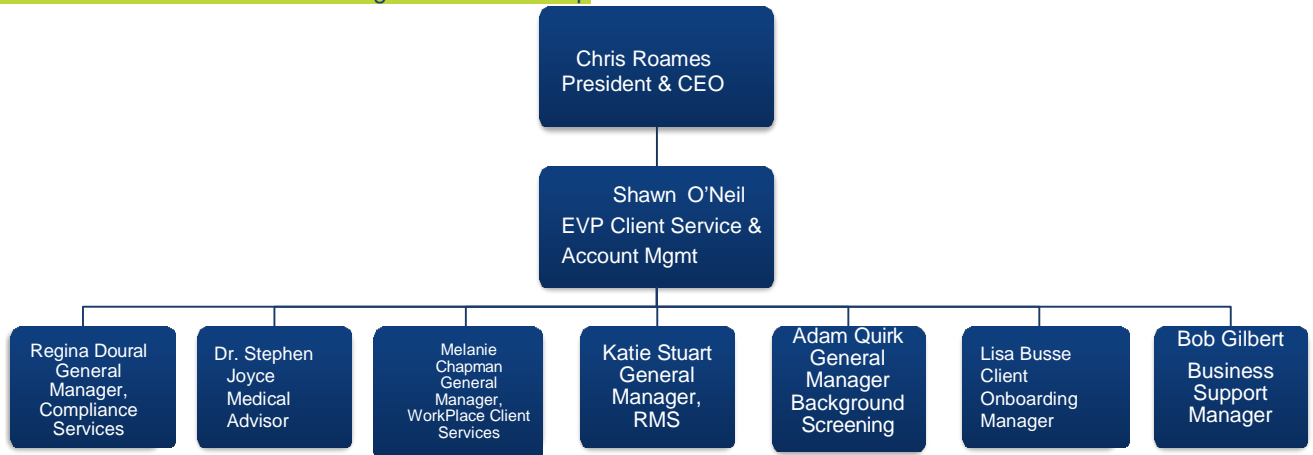 Chris Roames
President & CEO
Shawn O’Neil
EVP Client Service &
Account Mgmt
Regina Doural
General
Manager,
Compliance
Services
Dr. Stephen
Joyce
Medical
Advisor
Melanie
Chapman
General
Manager,
WorkPlace Client
Services
Katie Stuart
General
Manager,
RMS
Adam Quirk
General
Manager
Background
Screening
Lisa Busse
Client
Onboarding
Manager
Bob Gilbert
Business
Support
Manager